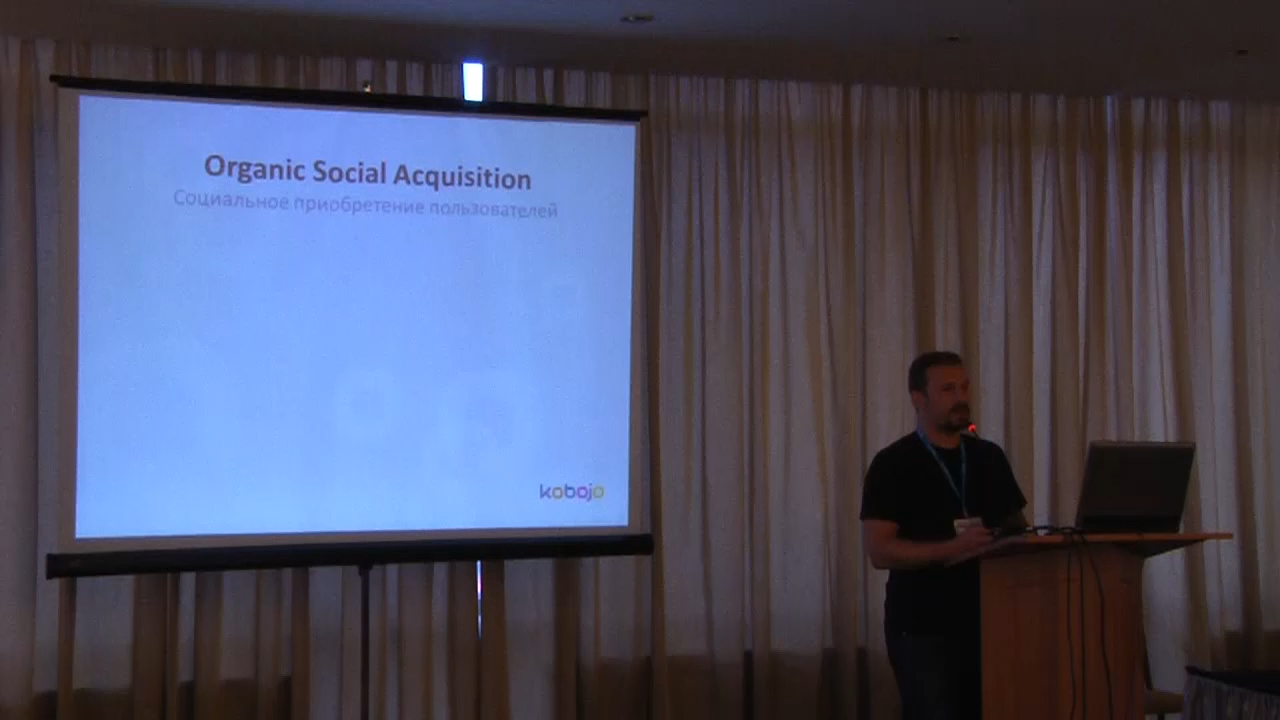 Organic Social Acquisition
Социальное приобретение пользователей
kobojo